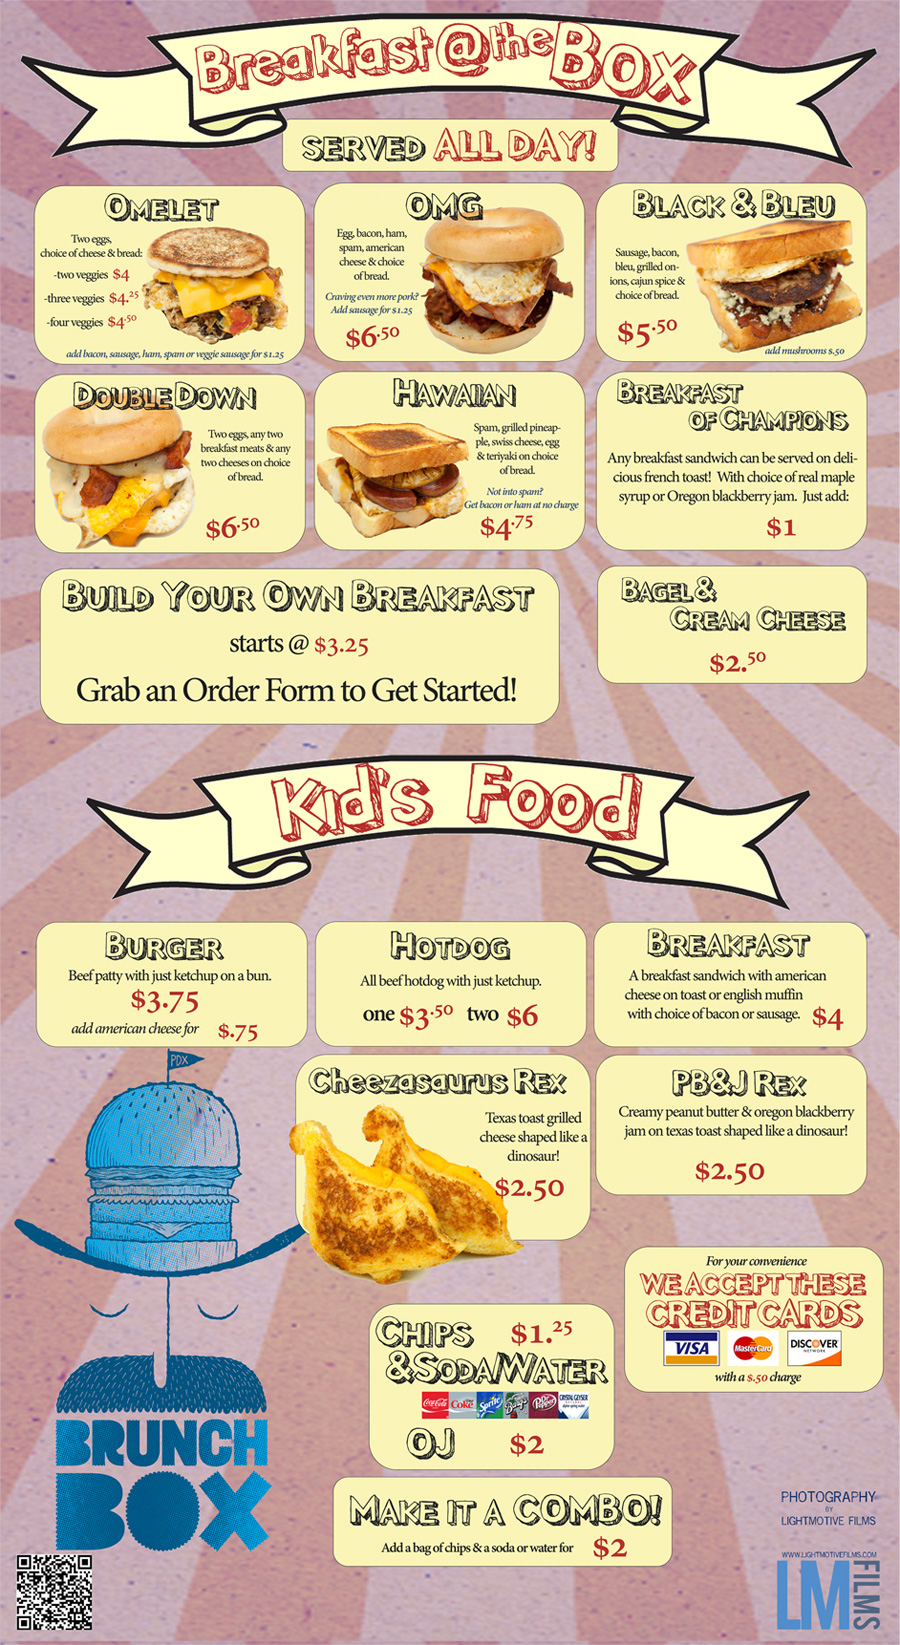 Breakfast @ the Box
SERVED ALL DAY!
OMELET
Two eggs,
choice of cheese & bread:
-two veggies $4
-three veggies $4.25
-four veggies $4.50
add bacon, sausage, ham, spam or veggie sausage for $1.25
OMG
Egg, bacon, ham,
spam, american
cheese & choice
of bread.
Craving even more pork?
Add sausage for $1.25
$6.50
BLACK & BLEU
Sausage, bacon,
bleu, grilled on-
ions, cajun spice &
choice of bread.
$5.50
add mushrooms $.50
DOUBLE DOWN
Two eggs, any two
breakfast meats & any
two cheeses on choice
of bread.
$6.50
HAWAIIAN
Spam, grilled pineap-
ple, swiss cheese, egg
& teriyaki on choice
of bread.
Not into spam?
Get bacon or ham at no charge
$4.75
BREAKFAST
OF CHAMPIONS
Any breakfast sandwich can be served on deli-
cious french toast! With choice of real maple
syrup or Oregon blackberry jam. Just add:
$1
BUILD YOUR OWN BREAKFAST
starts @ $3.25
Grab an Order Form to Get Started!
BAGEL &
CREAM CHEESE
$2.50
Kid's Food
BURGER
Beef patty with just ketchup on a bun.
$3.75
add american cheese for $.75
HOTDOG
All beef hotdog with just ketchup.
one $3.50 two $6
BREAKFAST
A breakfast sandwich with american
cheese on toast or english muffin
with choice of bacon or sausage. $4
PDX
Cheezasaurus Rex
Texas toast grilled
cheese shaped like a
dinosaur!
$2.50
PB&J REX
Creamy peanut butter & oregon blackberry
jam on texas toast shaped like a dinosaur!
$2.50
For your convenience
WE ACCEPT THESE
CREDIT CARDS
VISA MasterCard DISCOVER
NETWORK
with a $.50 charge
CHIPS $1.25
& SODA/WATER
Coca-Cola Coke Sprite Barq's Dr Pepper CRYSTAL GEYSER
OJ $2
MAKE IT A COMBO!
Add a bag of chips & a soda or water for $2
BRUNCH
BOX
PHOTOGRAPHY
BY
LIGHTMOTIVE FILMS
WWW.LIGHTMOTIVEFILMS.COM
LM FILMS